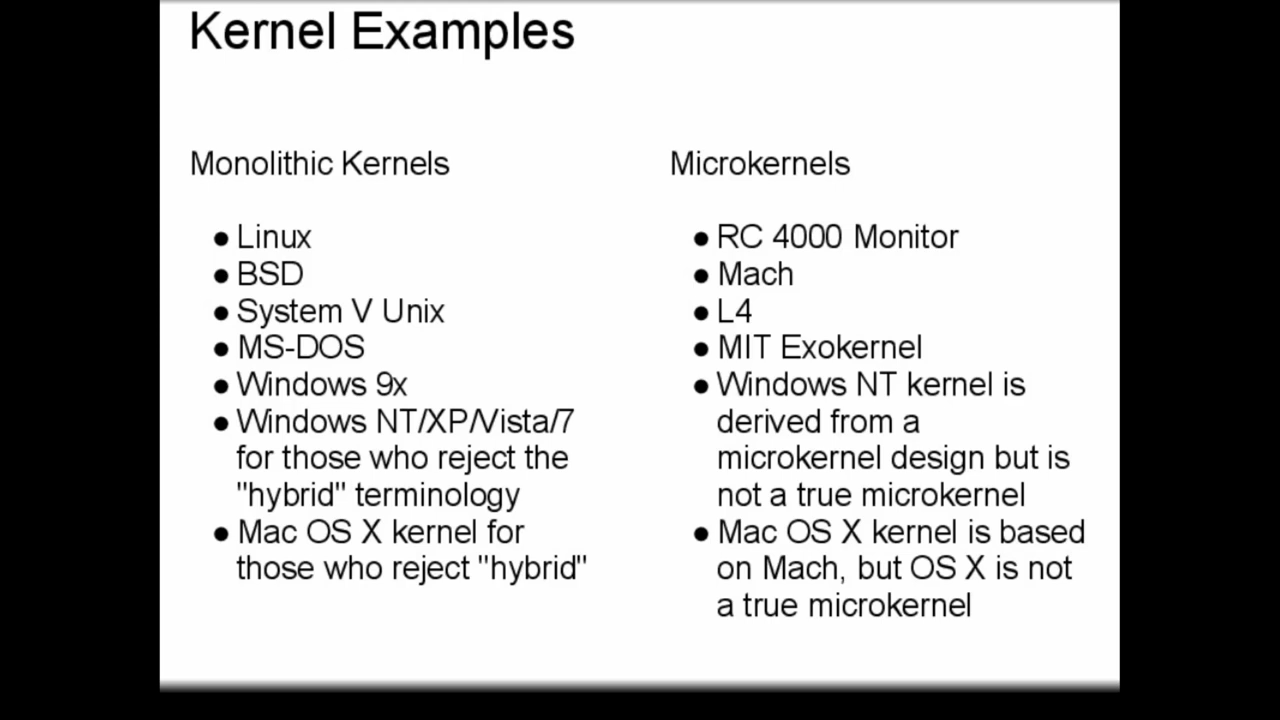 Kernel Examples
Monolithic Kernels
● Linux
● BSD
● System V Unix
● MS-DOS
● Windows 9x
● Windows NT/XP/Vista/7
for those who reject the
"hybrid" terminology
● Mac OS X kernel for
those who reject "hybrid"
Microkernels
● RC 4000 Monitor
● Mach
● L4
● MIT Exokernel
● Windows NT kernel is
derived from a
microkernel design but is
not a true microkernel
● Mac OS X kernel is based
on Mach, but OS X is not
a true microkernel